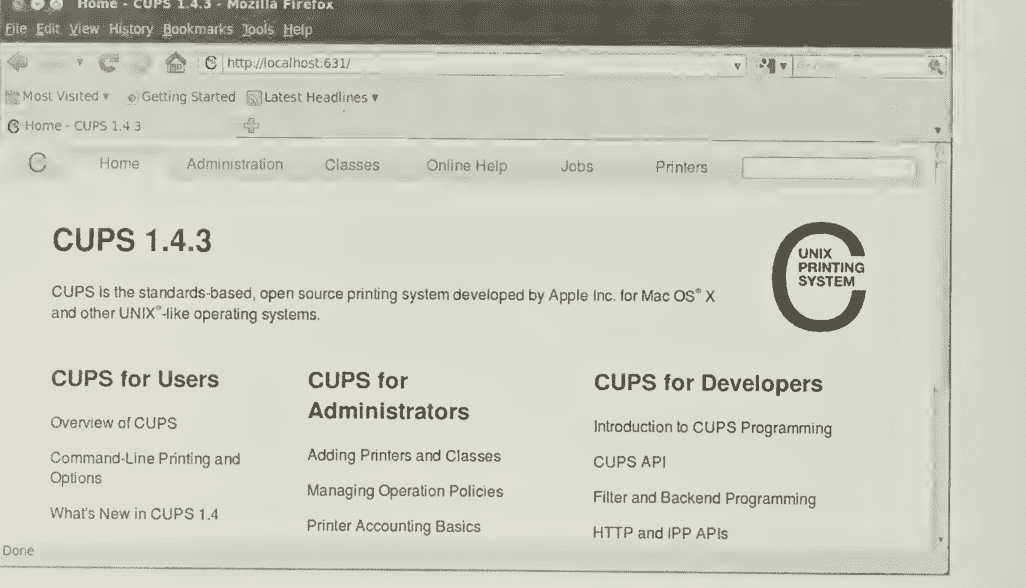 Home - CUPS 1.4.3 - Mozilla Firefox
File Edit View History Bookmarks Tools Help
http://localhost:631/
Most Visited Getting Started Latest Headlines
Home - CUPS 1.4.3
Home Administration Classes Online Help Jobs Printers
CUPS 1.4.3
UNIX
PRINTING
SYSTEM
CUPS is the standards-based, open source printing system developed by Apple Inc. for Mac OS® X
and other UNIX®-like operating systems.
CUPS for Users
Overview of CUPS
Command-Line Printing and
Options
What's New in CUPS 1.4
CUPS for
Administrators
Adding Printers and Classes
Managing Operation Policies
Printer Accounting Basics
CUPS for Developers
Introduction to CUPS Programming
CUPS API
Filter and Backend Programming
HTTP and IPP APIs
Done